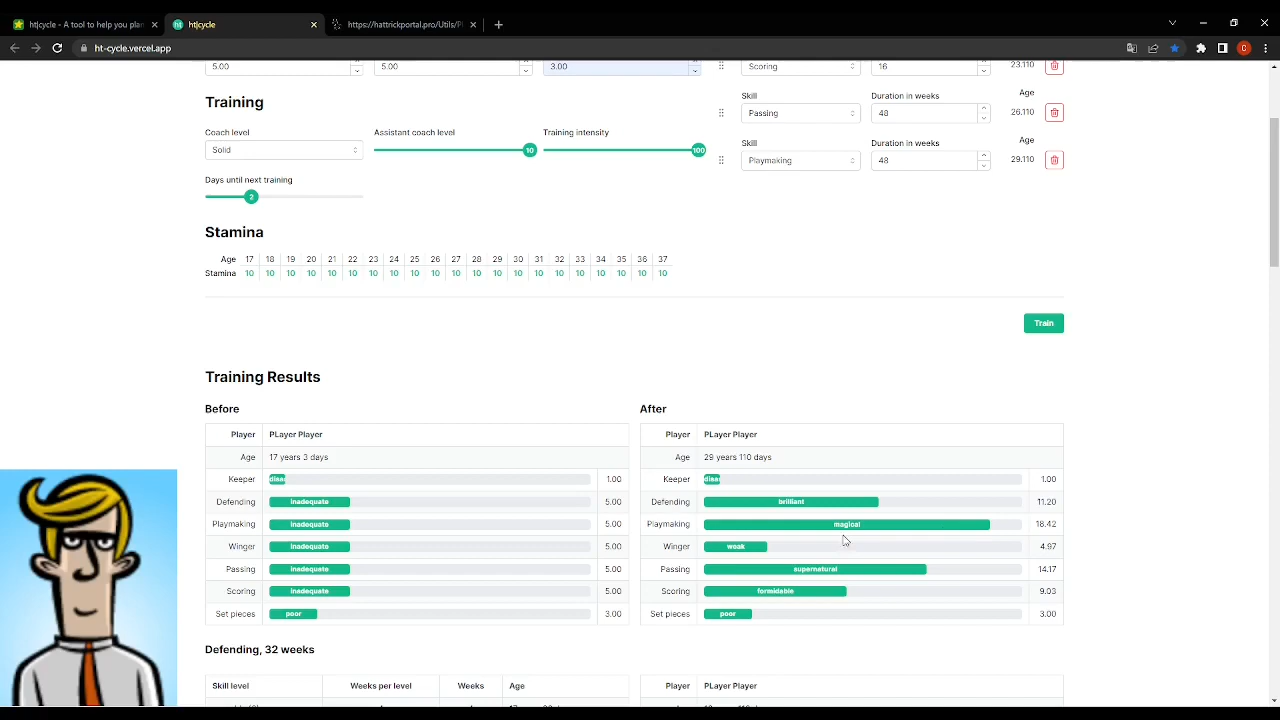 ht|cycle - A tool to help you plan
ht|cycle
https://hattrickportal.pro/Utils/Pl
ht-cycle.vercel.app
5.00 5.00 3.00 Scoring 16 23.110
Training
Skill Duration in weeks Age
Passing 48 26.110
Coach level Assistant coach level Training intensity
Skill Duration in weeks Age
Solid 10 100
Playmaking 48 29.110
Days until next training
2
Stamina
Age 17 18 19 20 21 22 23 24 25 26 27 28 29 30 31 32 33 34 35 36 37
Stamina 10 10 10 10 10 10 10 10 10 10 10 10 10 10 10 10 10 10 10 10 10
Train
Training Results
Before
Player PLayer Player
Age 17 years 3 days
Keeper 1.00
Defending inadequate 5.00
Playmaking inadequate 5.00
Winger inadequate 5.00
Passing inadequate 5.00
Scoring inadequate 5.00
Set pieces poor 3.00
After
Player PLayer Player
Age 29 years 110 days
Keeper 1.00
Defending brilliant 11.20
Playmaking magical 18.42
Winger weak 4.97
Passing supernatural 14.17
Scoring formidable 9.03
Set pieces poor 3.00
Defending, 32 weeks
Skill level Weeks per level Weeks Age
Player PLayer Player